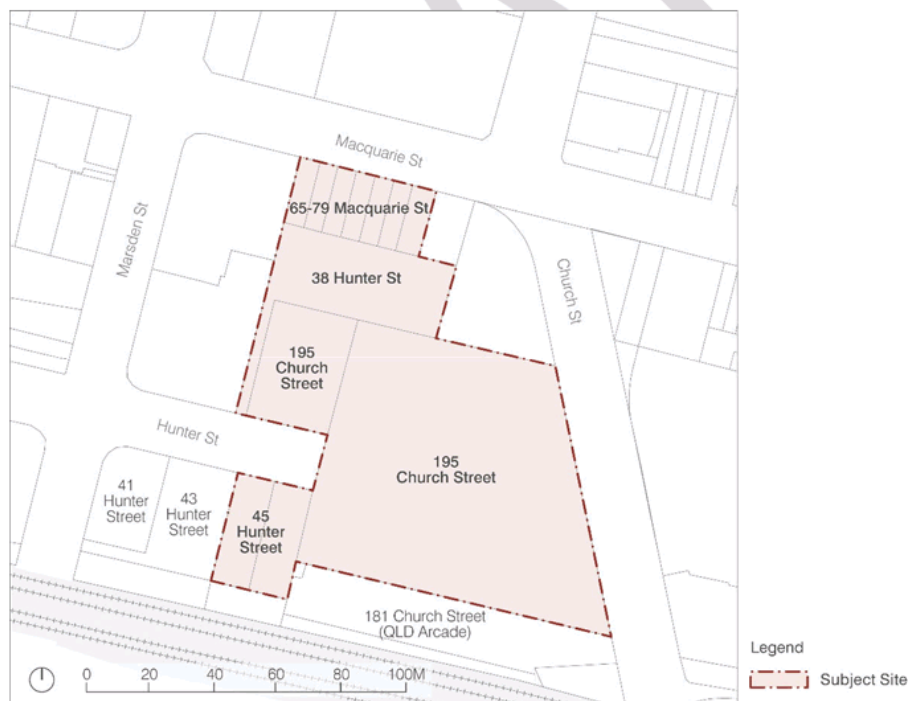 Macquarie St
65-79 Macquarie St
Marsden St
38 Hunter St
Church St
195
Church
Street
Hunter St
195
Church Street
41
Hunter
Street
43
Hunter
Street
45
Hunter
Street
181 Church Street
(QLD Arcade)
0 20 40 60 80 100M
Legend
Subject Site